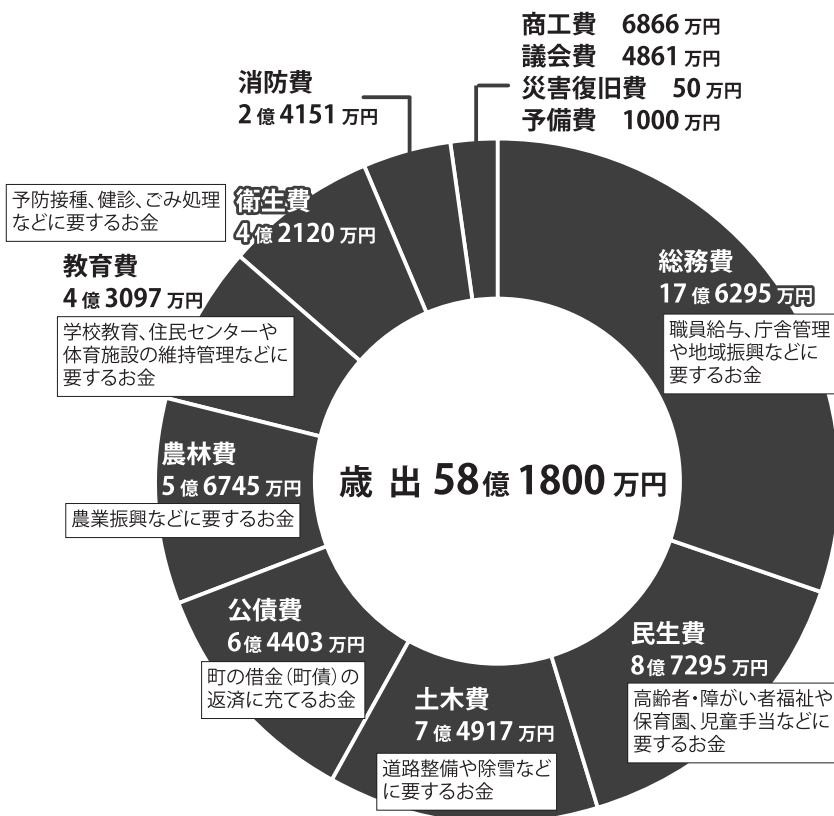 商工費 6866万円
議会費 4861万円
災害復旧費 50万円
予備費 1000万円
消防費
2億4151万円
予防接種、健診、ごみ処理
などに要するお金
衛生費
4億2120万円
教育費
4億3097万円
学校教育、住民センターや
体育施設の維持管理などに
要するお金
総務費
17億6295万円
職員給与、庁舎管理
や地域振興などに
要するお金
農林費
5億6745万円
農業振興などに要するお金
歳出58億1800万円
公債費
6億4403万円
町の借金(町債)の
返済に充てるお金
土木費
7億4917万円
道路整備や除雪など
に要するお金
民生費
8億7295万円
高齢者・障がい者福祉や
保育園、児童手当などに
要するお金